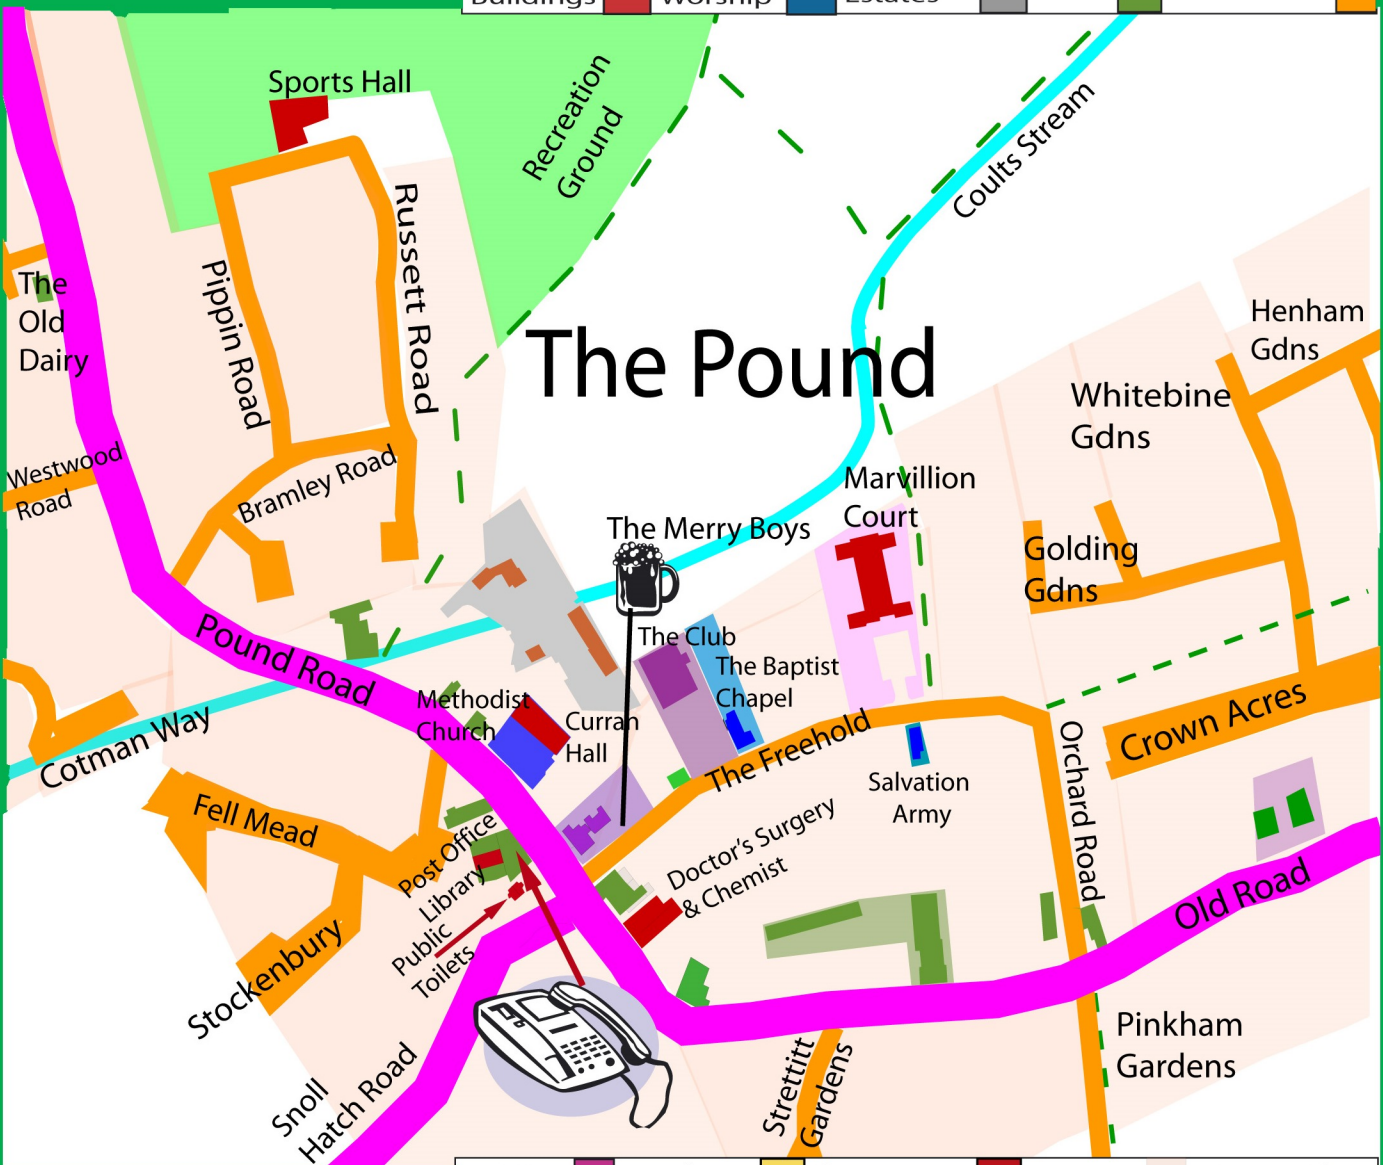 Buildings
Worship
Estates
Sports Hall
Recreation
Ground
Coults Stream
Russett Road
Pippin Road
The
Old
Dairy
The Pound
Henham
Gdns
Whitebine
Gdns
Westwood
Road
Bramley Road
Marvillion
Court
The Merry Boys
Golding
Gdns
Pound Road
The Club
The Baptist
Chapel
Methodist
Church
Curran
Hall
Cotman Way
The Freehold
Crown Acres
Orchard Road
Salvation
Army
Fell Mead
Post Office
Library
Doctor's Surgery
& Chemist
Public
Toilets
Old Road
Stockenbury
Snoll
Hatch Road
Strettitt
Gardens
Pinkham
Gardens